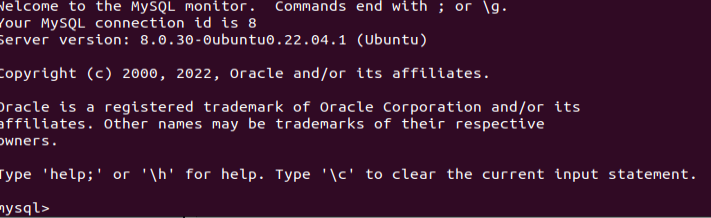 Welcome to the MySQL monitor.  Commands end with ; or \g.
Your MySQL connection id is 8
Server version: 8.0.30-0ubuntu0.22.04.1 (Ubuntu)
Copyright (c) 2000, 2022, Oracle and/or its affiliates.
Oracle is a registered trademark of Oracle Corporation and/or its
affiliates. Other names may be trademarks of their respective
owners.
Type 'help;' or '\h' for help. Type '\c' to clear the current input statement.
mysql>